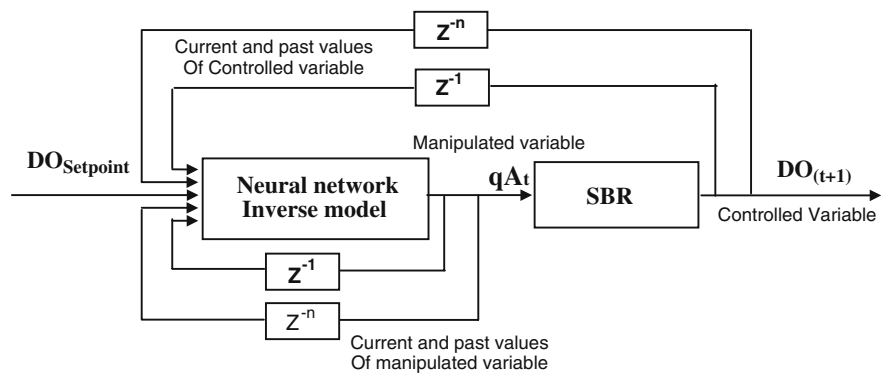 Z⁻ⁿ
Current and past values
Of Controlled variable
Z⁻¹
Manipulated variable
DO_Setpoint
Neural network
Inverse model
qAt
SBR
DO_(t+1)
Controlled Variable
Z⁻¹
Z⁻ⁿ
Current and past values
Of manipulated variable